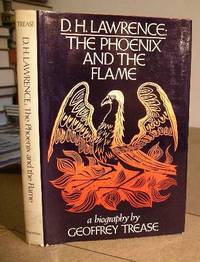 D.H. LAWRENCE:
THE PHOENIX
AND THE
FLAME
a biography by
GEOFFREY TREASE
TREASE
D.H. LAWRENCE: The Phoenix and the Flame